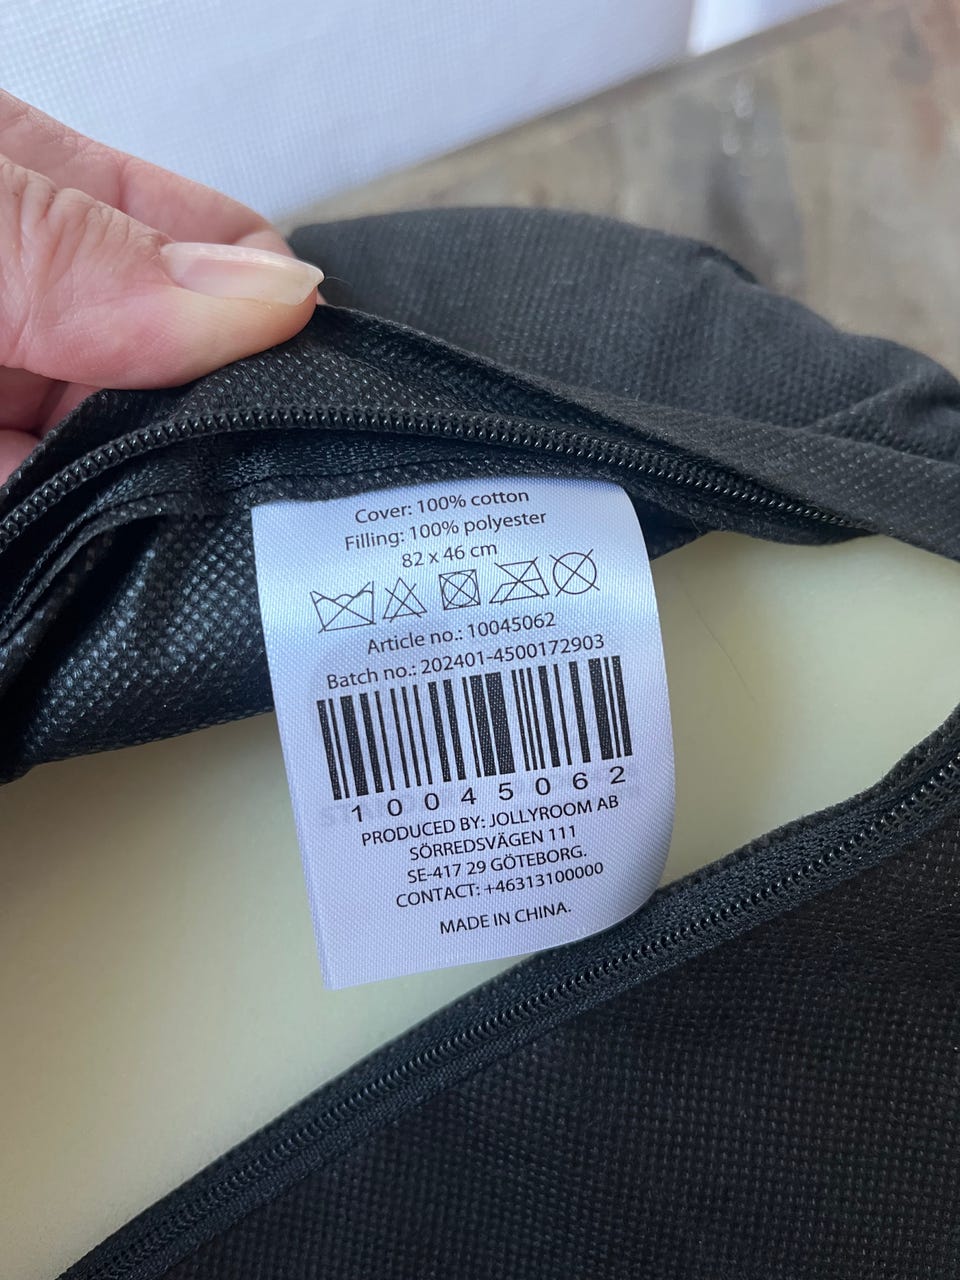 Cover: 100% cotton
Filling: 100% polyester
82 x 46 cm
Article no.: 10045062
Batch no.: 202401-4500172903
10045062
PRODUCED BY: JOLLYROOM AB
SÖRREDSVÄGEN 111
SE-417 29 GÖTEBORG.
CONTACT: +46313100000
MADE IN CHINA.